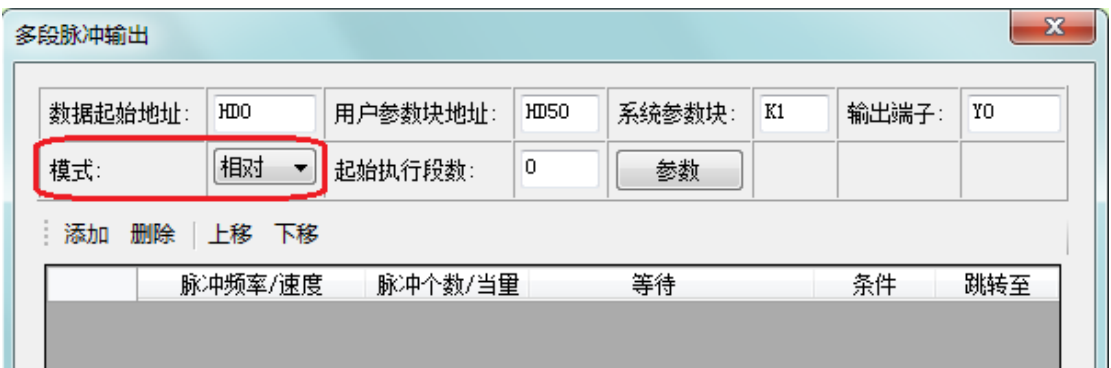 多段脉冲输出
数据起始地址: HD0 用户参数块地址: HD50 系统参数块: K1 输出端子: Y0
模式: 相对 起始执行段数: 0 参数
添加 删除 上移 下移
脉冲频率/速度 脉冲个数/当量 等待 条件 跳转至